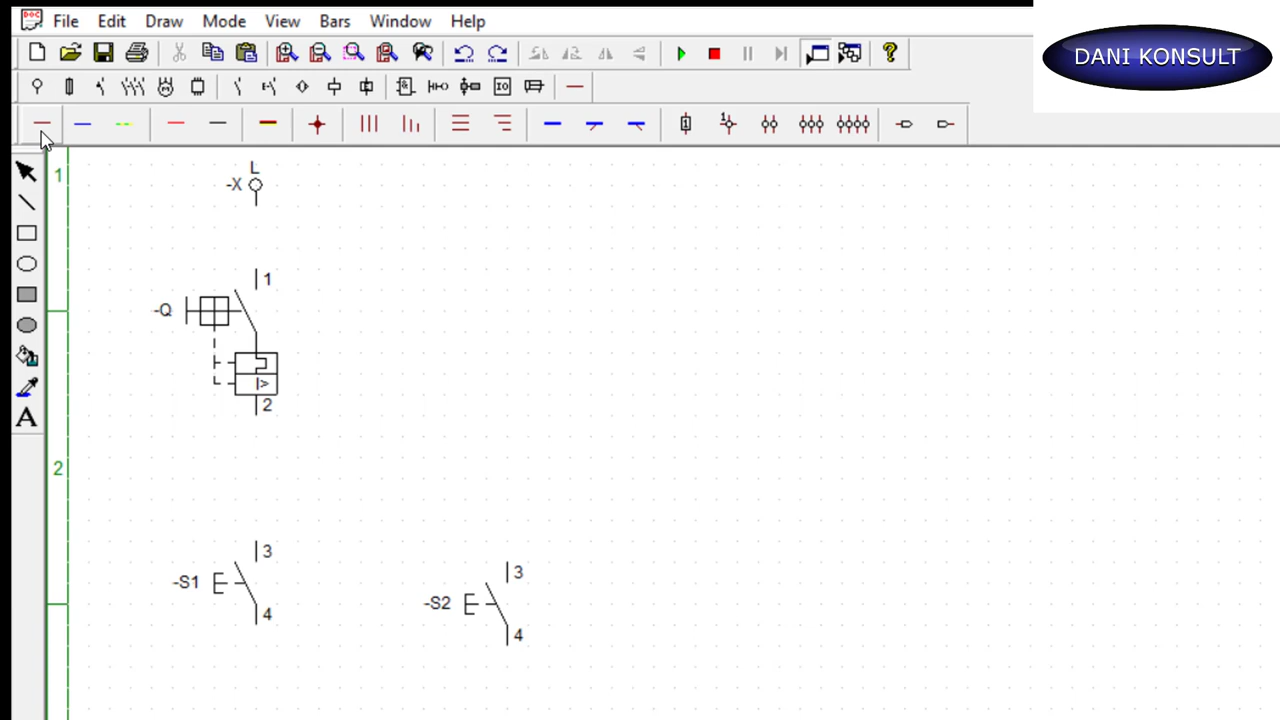 File Edit Draw Mode View Bars Window Help
DANI KONSULT
1
L
-X
1
-Q
|>
2
2
3
-S1
4
3
-S2
4